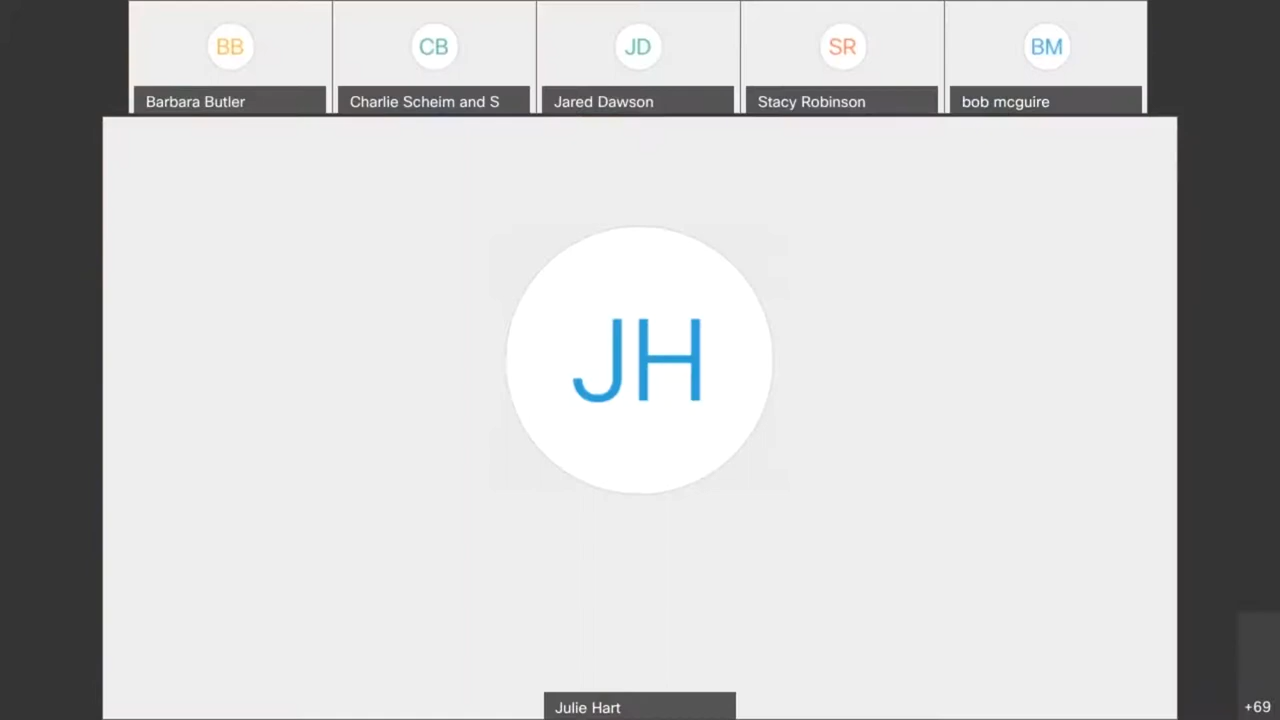 BB
CB
JD
SR
BM
Barbara Butler
Charlie Scheim and S
Jared Dawson
Stacy Robinson
bob mcguire
JH
Julie Hart
+69